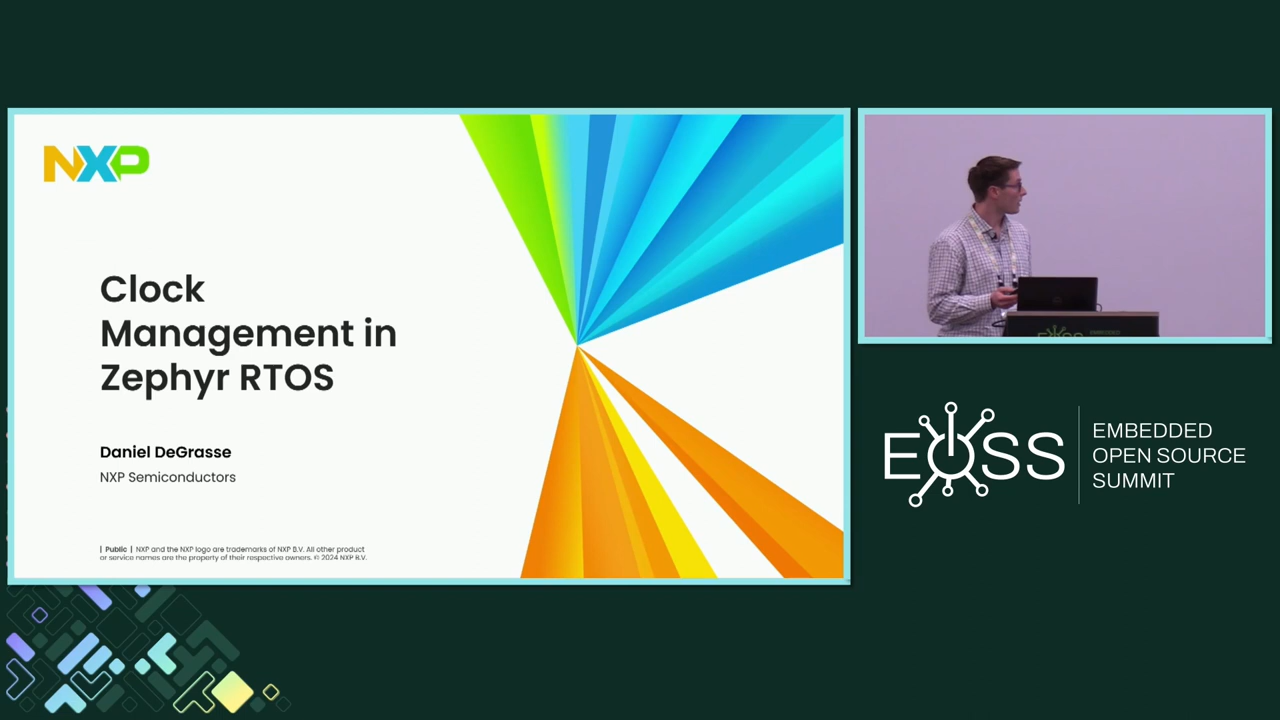 NXP
Clock
Management in
Zephyr RTOS
Daniel DeGrasse
NXP Semiconductors
| Public | NXP and the NXP logo are trademarks of NXP B.V. All other product
or service names are the property of their respective owners. © 2024 NXP B.V.
EOSS
EMBEDDED
OPEN SOURCE
SUMMIT